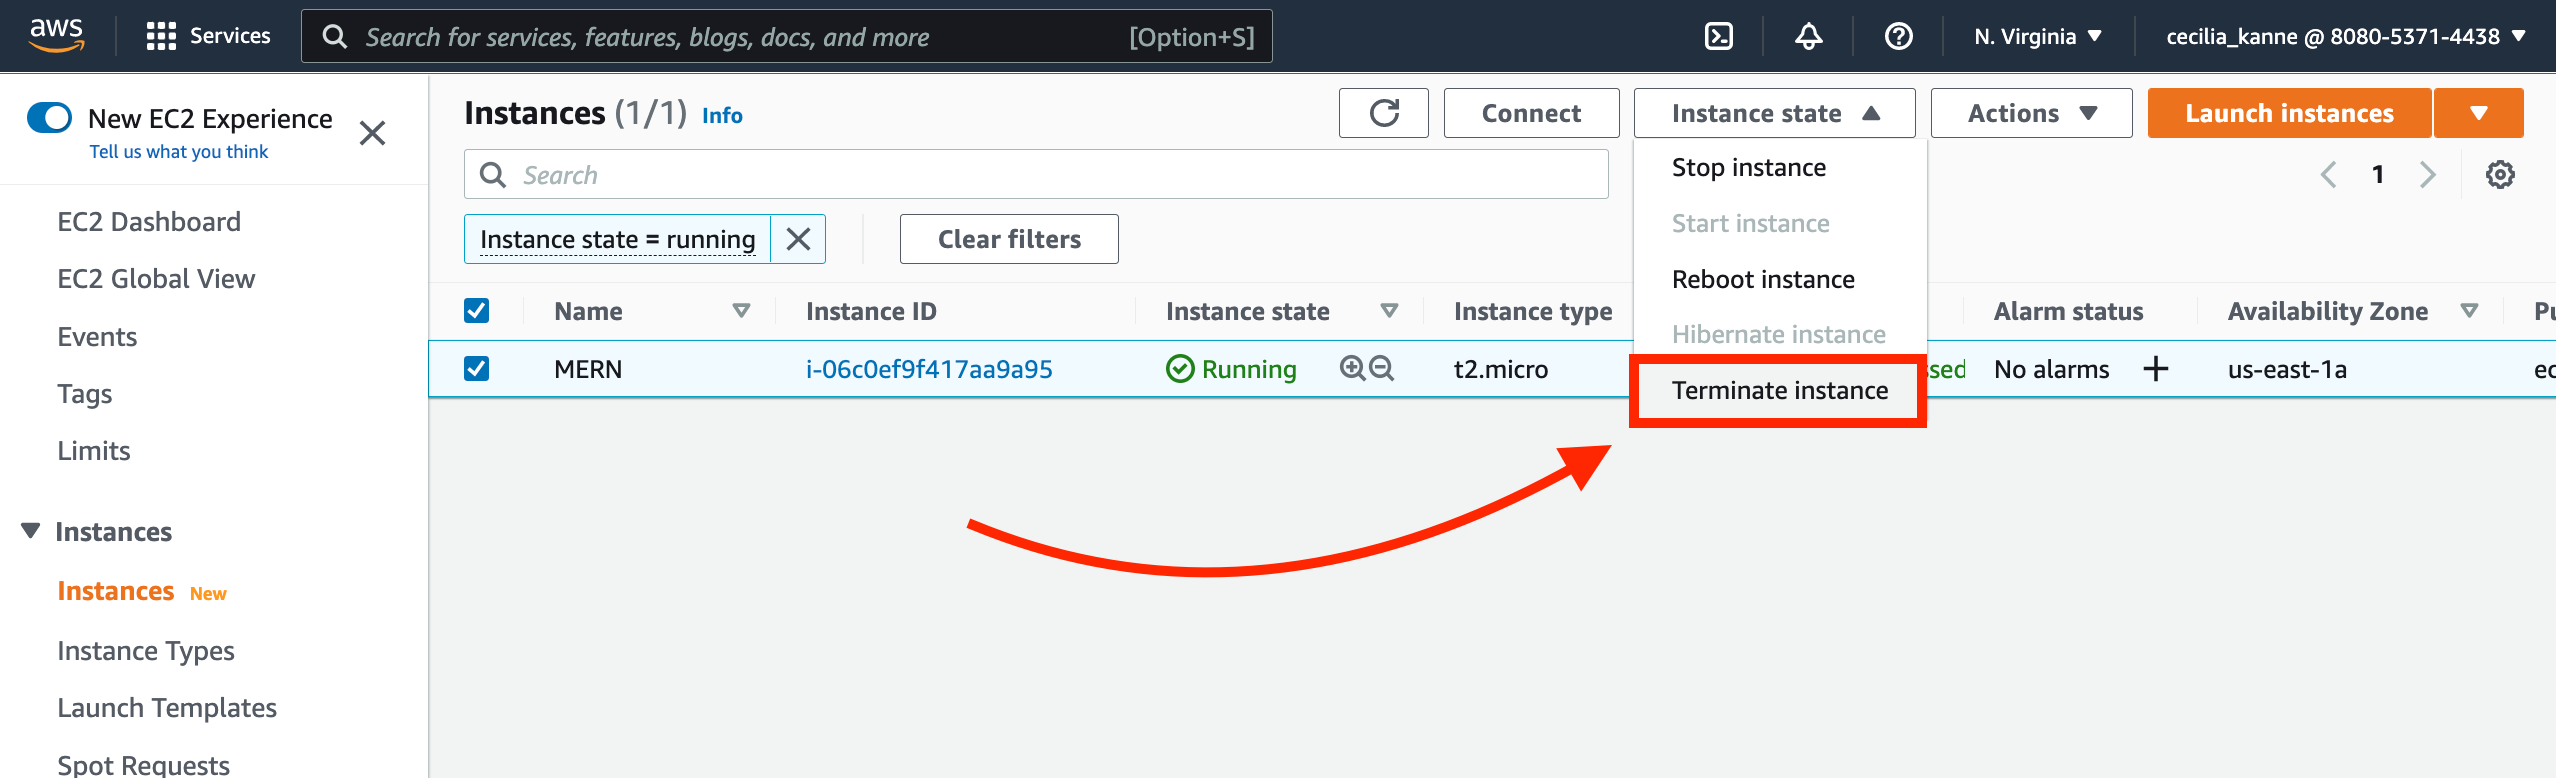 aws
Services
Search for services, features, blogs, docs, and more
[Option+S]
N. Virginia
cecilia_kanne @ 8080-5371-4438
New EC2 Experience
Tell us what you think
EC2 Dashboard
EC2 Global View
Events
Tags
Limits
Instances
Instances New
Instance Types
Launch Templates
Spot Requests
Instances (1/1) Info
Connect
Instance state
Actions
Launch instances
Search
1
Instance state = running
Clear filters
Stop instance
Start instance
Reboot instance
Hibernate instance
Terminate instance
Name Instance ID Instance state Instance type Alarm status Availability Zone
MERN i-06c0ef9f417aa9a95 Running t2.micro No alarms us-east-1a